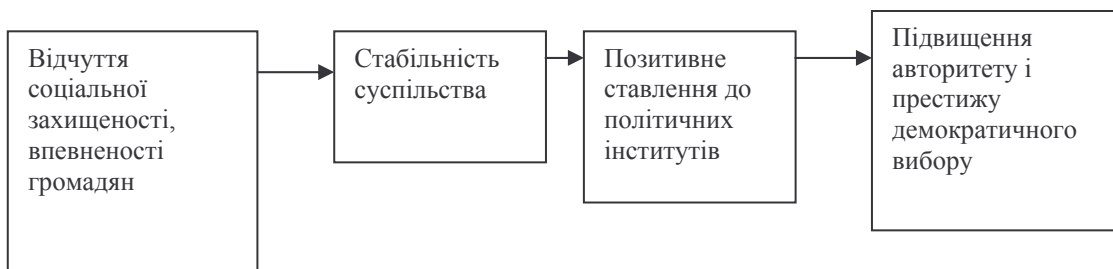 Відчуття
соціальної
захищеності,
впевненості
громадян
Стабільність
суспільства
Позитивне
ставлення до
політичних
інститутів
Підвищення
авторитету і
престижу
демократичного
вибору